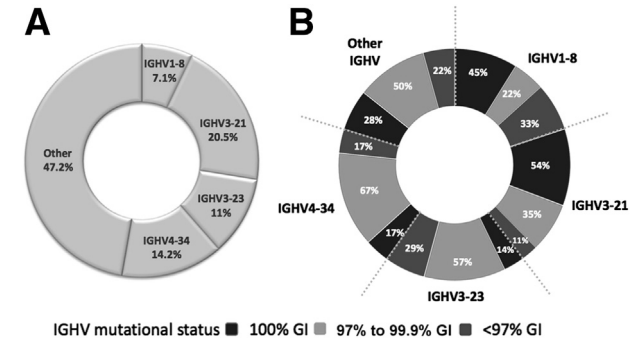 A
IGHV1-8
7.1%
IGHV3-21
20.5%
IGHV3-23
11%
IGHV4-34
14.2%
Other
47.2%
B
Other
IGHV
IGHV1-8
IGHV3-21
IGHV3-23
IGHV4-34
45%
22%
33%
54%
35%
11%
14%
57%
29%
17%
67%
17%
28%
50%
22%
IGHV mutational status 100% GI 97% to 99.9% GI <97% GI